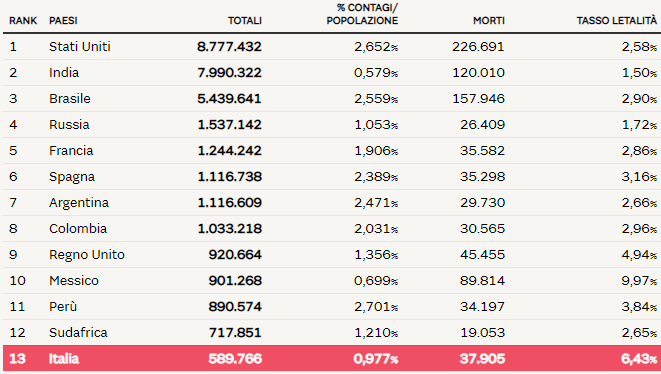 % CONTAGI/
RANK PAESI TOTALI POPOLAZIONE MORTI TASSO LETALITÀ
1 Stati Uniti 8.777.432 2,652% 226.691 2,58%
2 India 7.990.322 0,579% 120.010 1,50%
3 Brasile 5.439.641 2,559% 157.946 2,90%
4 Russia 1.537.142 1,053% 26.409 1,72%
5 Francia 1.244.242 1,906% 35.582 2,86%
6 Spagna 1.116.738 2,389% 35.298 3,16%
7 Argentina 1.116.609 2,471% 29.730 2,66%
8 Colombia 1.033.218 2,031% 30.565 2,96%
9 Regno Unito 920.664 1,356% 45.455 4,94%
10 Messico 901.268 0,699% 89.814 9,97%
11 Perù 890.574 2,701% 34.197 3,84%
12 Sudafrica 717.851 1,210% 19.053 2,65%
13 Italia 589.766 0,977% 37.905 6,43%